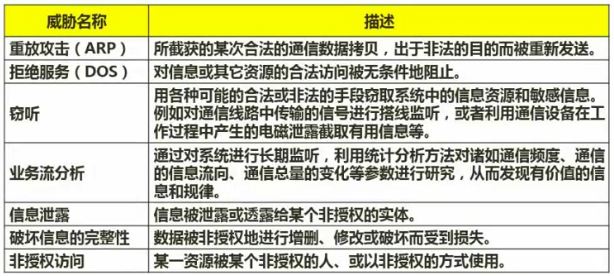 威胁名称 描述
重放攻击（ARP） 所截获的某次合法的通信数据拷贝，出于非法的目的而被重新发送。
拒绝服务（DOS） 对信息或其它资源的合法访问被无条件地阻止。
窃听
用各种可能的合法或非法的手段窃取系统中的信息资源和敏感信息。
例如对通信线路中传输的信号进行搭线监听，或者利用通信设备在工
作过程中产生的电磁泄露截取有用信息等。
业务流分析
通过对系统进行长期监听，利用统计分析方法对诸如通信频度、通信
的信息流向、通信总量的变化等参数进行研究，从而发现有价值的信
息和规律。
信息泄露 信息被泄露或透露给某个非授权的实体。
破坏信息的完整性 数据被非授权地进行增删、修改或破坏而受到损失。
非授权访问 某一资源被某个非授权的人、或以非授权的方式使用。